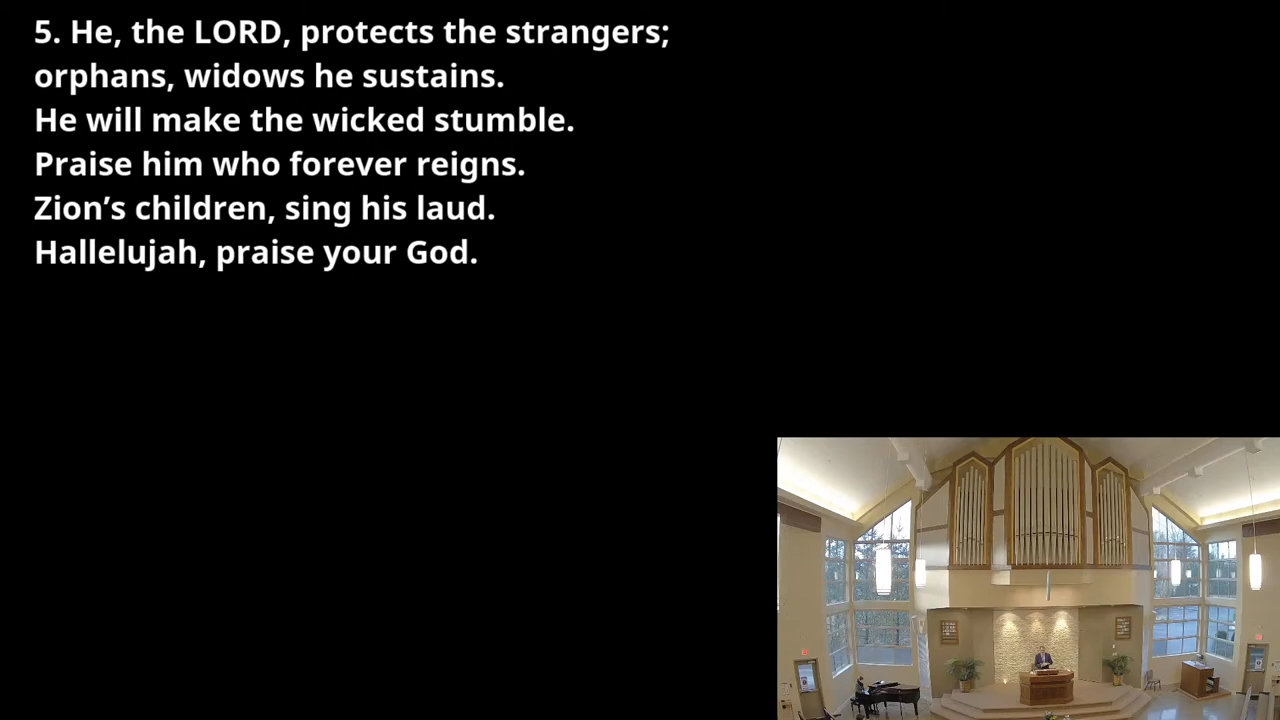 5. He, the LORD, protects the strangers;
orphans, widows he sustains.
He will make the wicked stumble.
Praise him who forever reigns.
Zion’s children, sing his laud.
Hallelujah, praise your God.